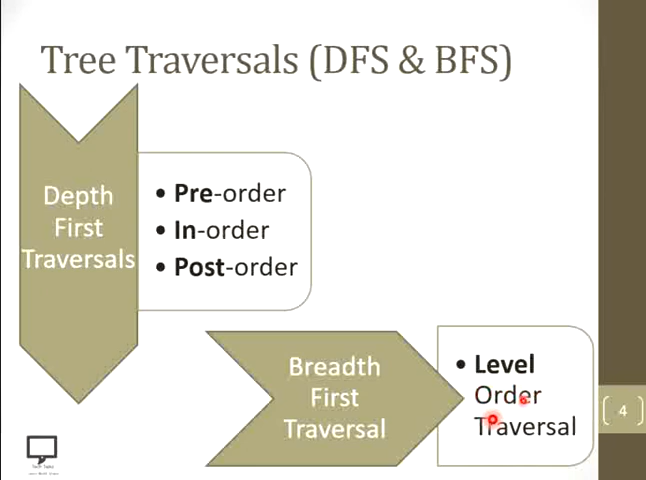 Tree Traversals (DFS & BFS)
Depth
First
Traversals
• Pre-order
• In-order
• Post-order
Breadth
First
Traversal
• Level
Order
Traversal
4